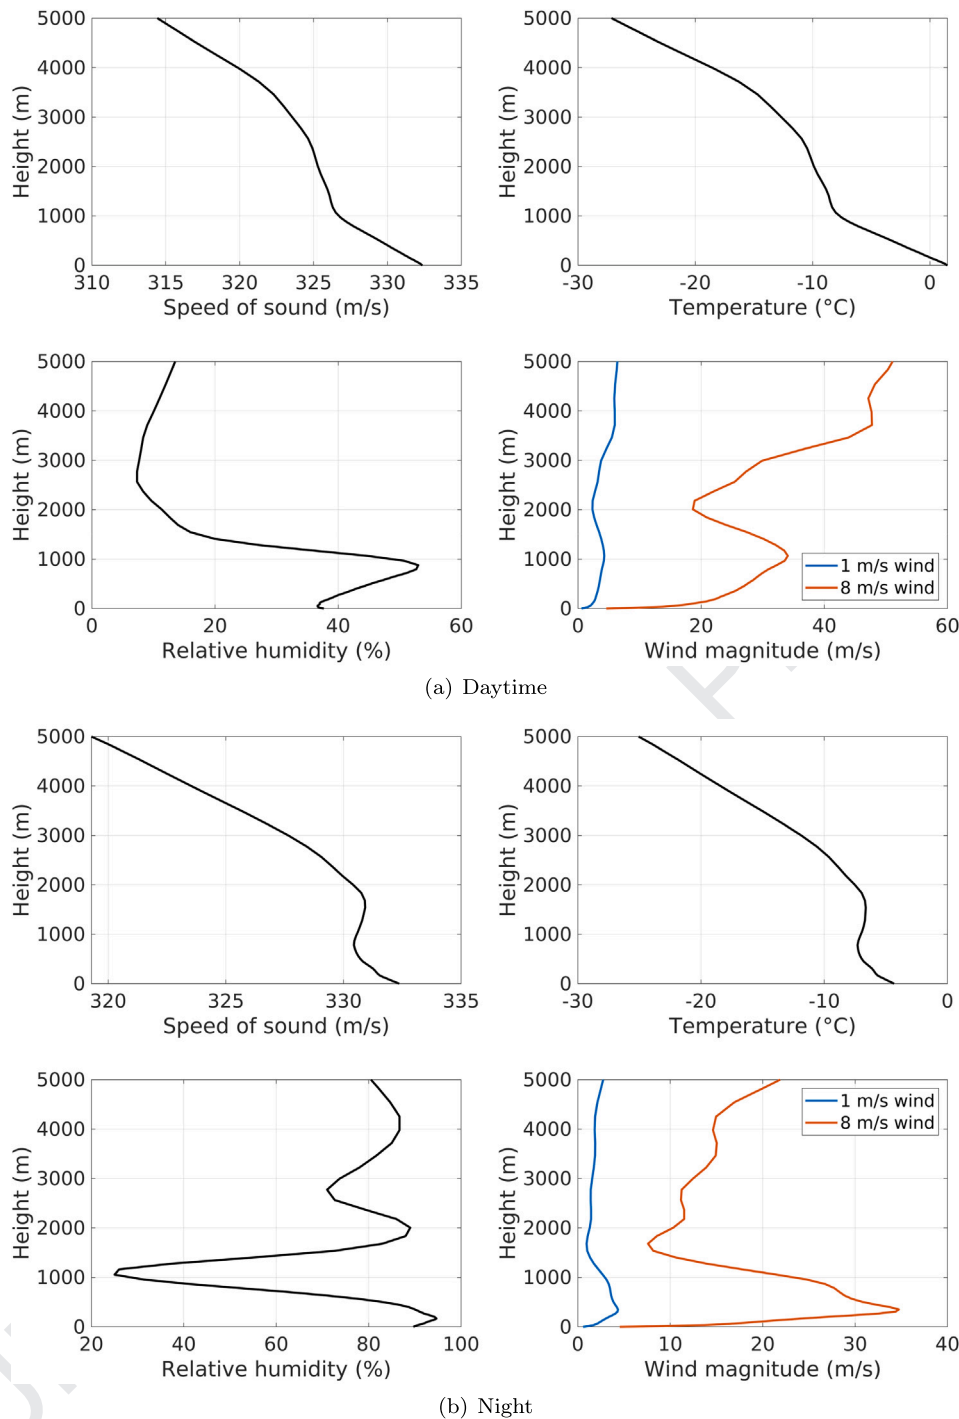 5000
4000
3000
2000
1000
0
Height (m)
310 315 320 325 330 335
Speed of sound (m/s)
5000
4000
3000
2000
1000
0
Height (m)
-30 -20 -10 0
Temperature (°C)
5000
4000
3000
2000
1000
0
Height (m)
0 20 40 60
Relative humidity (%)
5000
4000
3000
2000
1000
0
Height (m)
1 m/s wind
8 m/s wind
0 20 40 60
Wind magnitude (m/s)
(a) Daytime
5000
4000
3000
2000
1000
0
Height (m)
320 325 330 335
Speed of sound (m/s)
5000
4000
3000
2000
1000
0
Height (m)
-30 -20 -10 0
Temperature (°C)
5000
4000
3000
2000
1000
0
Height (m)
20 40 60 80 100
Relative humidity (%)
5000
4000
3000
2000
1000
0
Height (m)
1 m/s wind
8 m/s wind
0 10 20 30 40
Wind magnitude (m/s)
(b) Night